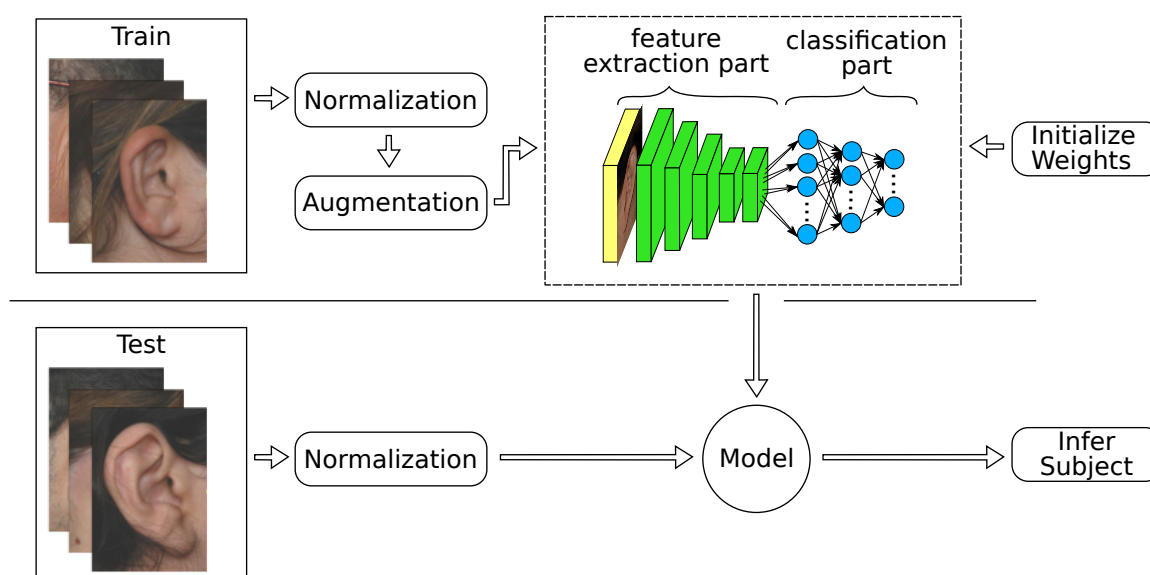 Train
Normalization
Augmentation
feature
extraction part
classification
part
Initialize
Weights
Test
Normalization
Model
Infer
Subject